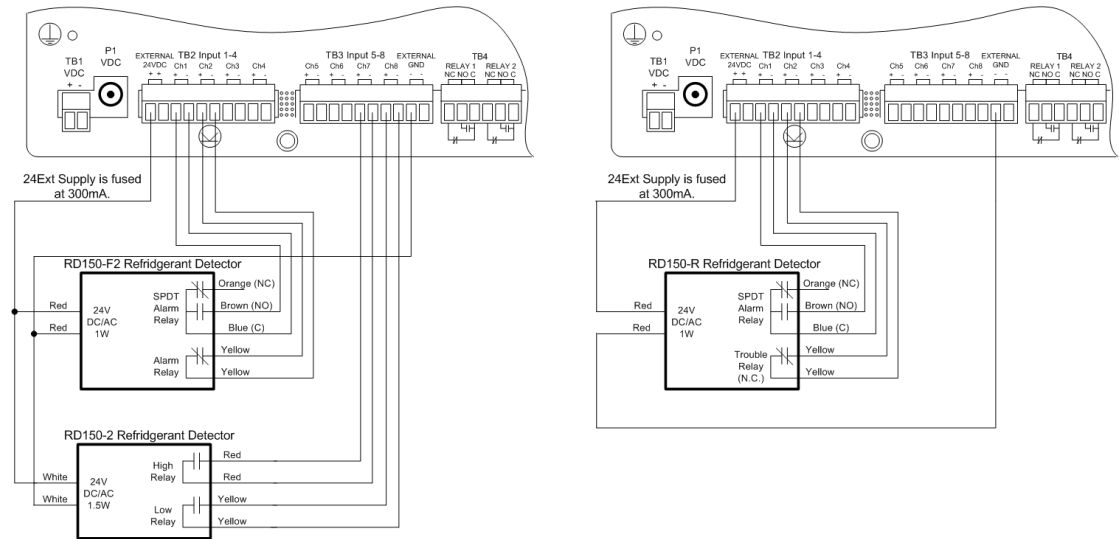 P1
VDC
TB1
VDC
+ -
EXTERNAL
24VDC
+ +
TB2 Input 1-4
Ch1 Ch2 Ch3 Ch4
+ - + - + - + -
TB3 Input 5-8
Ch5 Ch6 Ch7 Ch8
+ - + - + - + -
EXTERNAL
GND
- -
TB4
RELAY 1 RELAY 2
NC NO C NC NO C
24Ext Supply is fused
at 300mA.
RD150-F2 Refridgerant Detector
Red
Red
24V
DC/AC
1W
SPDT
Alarm
Relay
Orange (NC)
Brown (NO)
Blue (C)
Alarm
Relay
Yellow
Yellow
RD150-2 Refridgerant Detector
White
White
24V
DC/AC
1.5W
High
Relay
Red
Red
Low
Relay
Yellow
Yellow
P1
VDC
TB1
VDC
+ -
EXTERNAL
24VDC
+ +
TB2 Input 1-4
Ch1 Ch2 Ch3 Ch4
+ - + - + - + -
TB3 Input 5-8
Ch5 Ch6 Ch7 Ch8
+ - + - + - + -
EXTERNAL
GND
- -
TB4
RELAY 1 RELAY 2
NC NO C NC NO C
24Ext Supply is fused
at 300mA.
RD150-R Refridgerant Detector
Red
Red
24V
DC/AC
1W
SPDT
Alarm
Relay
Orange (NC)
Brown (NO)
Blue (C)
Trouble
Relay
(N.C.)
Yellow
Yellow